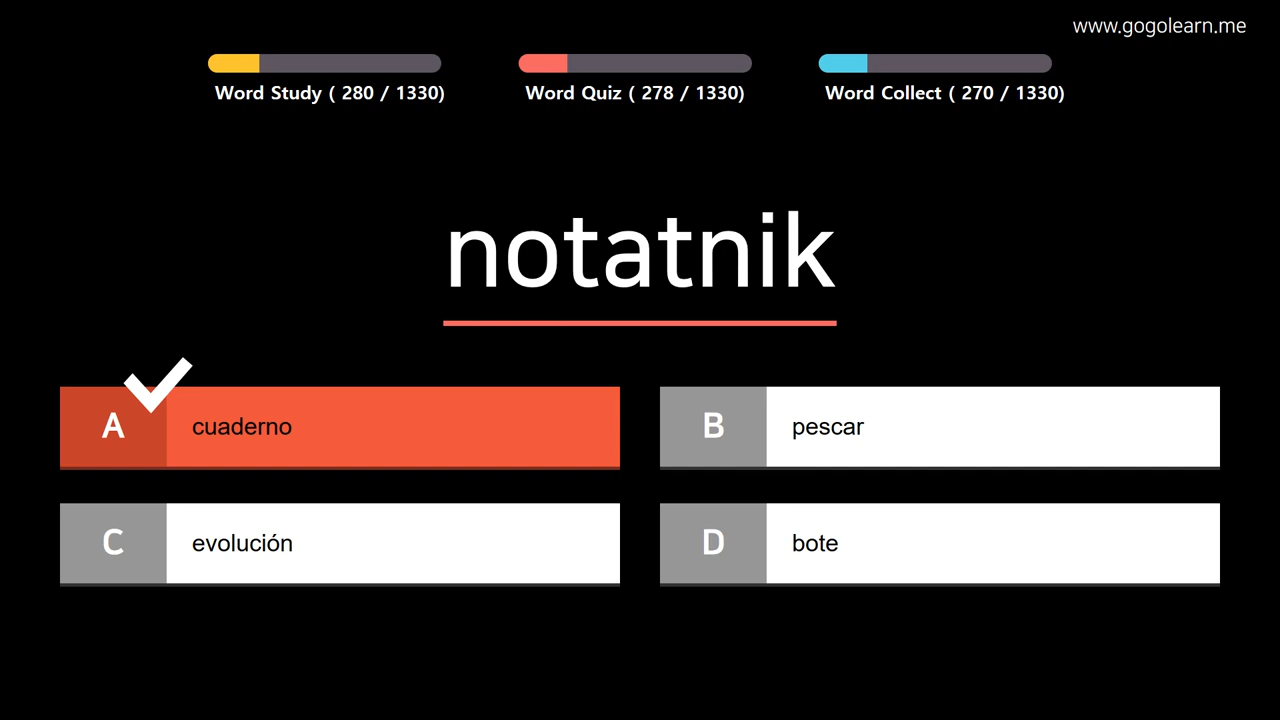 www.gogolearn.me
Word Study ( 280 / 1330)
Word Quiz ( 278 / 1330)
Word Collect ( 270 / 1330)
notatnik
A cuaderno
B pescar
C evolución
D bote